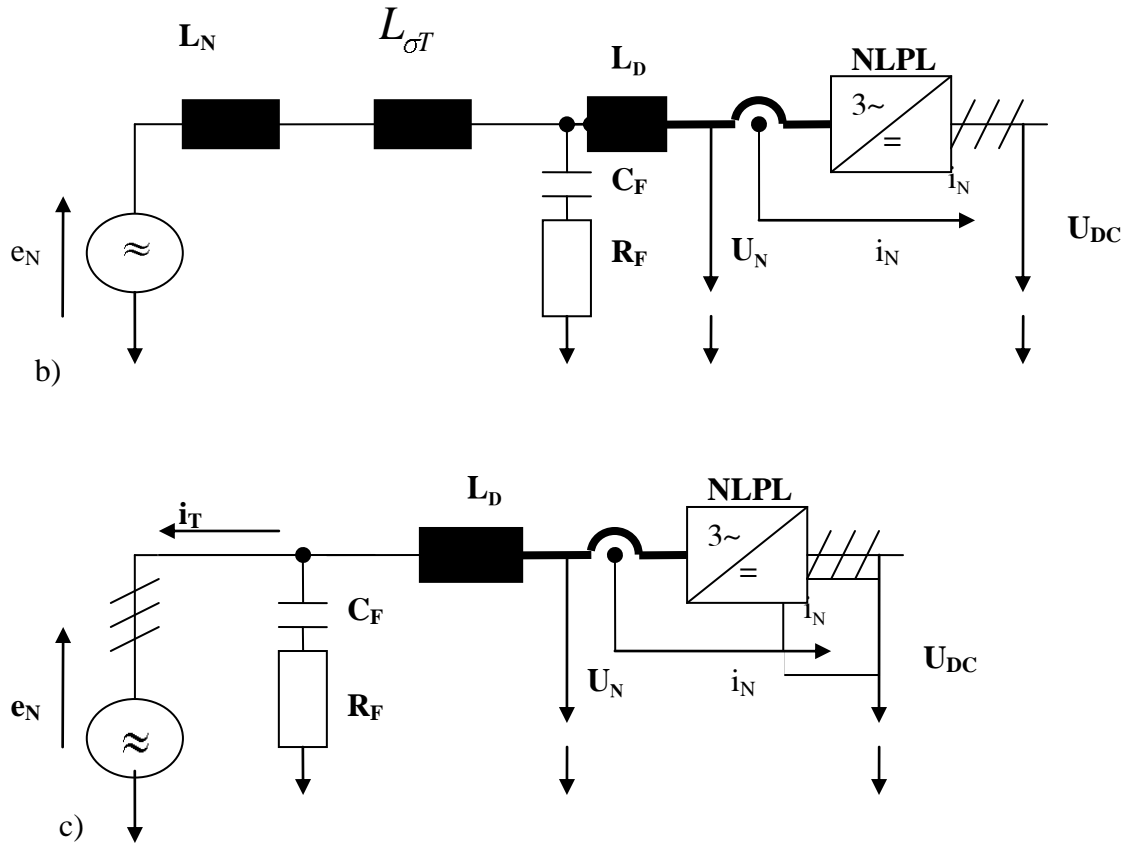 L_N
L_σT
L_D
NLPL
3~
=
i_N
C_F
R_F
U_N
i_N
U_DC
e_N
≈
b)
L_D
NLPL
i_T
3~
=
i_N
C_F
R_F
U_N
i_N
U_DC
e_N
≈
c)